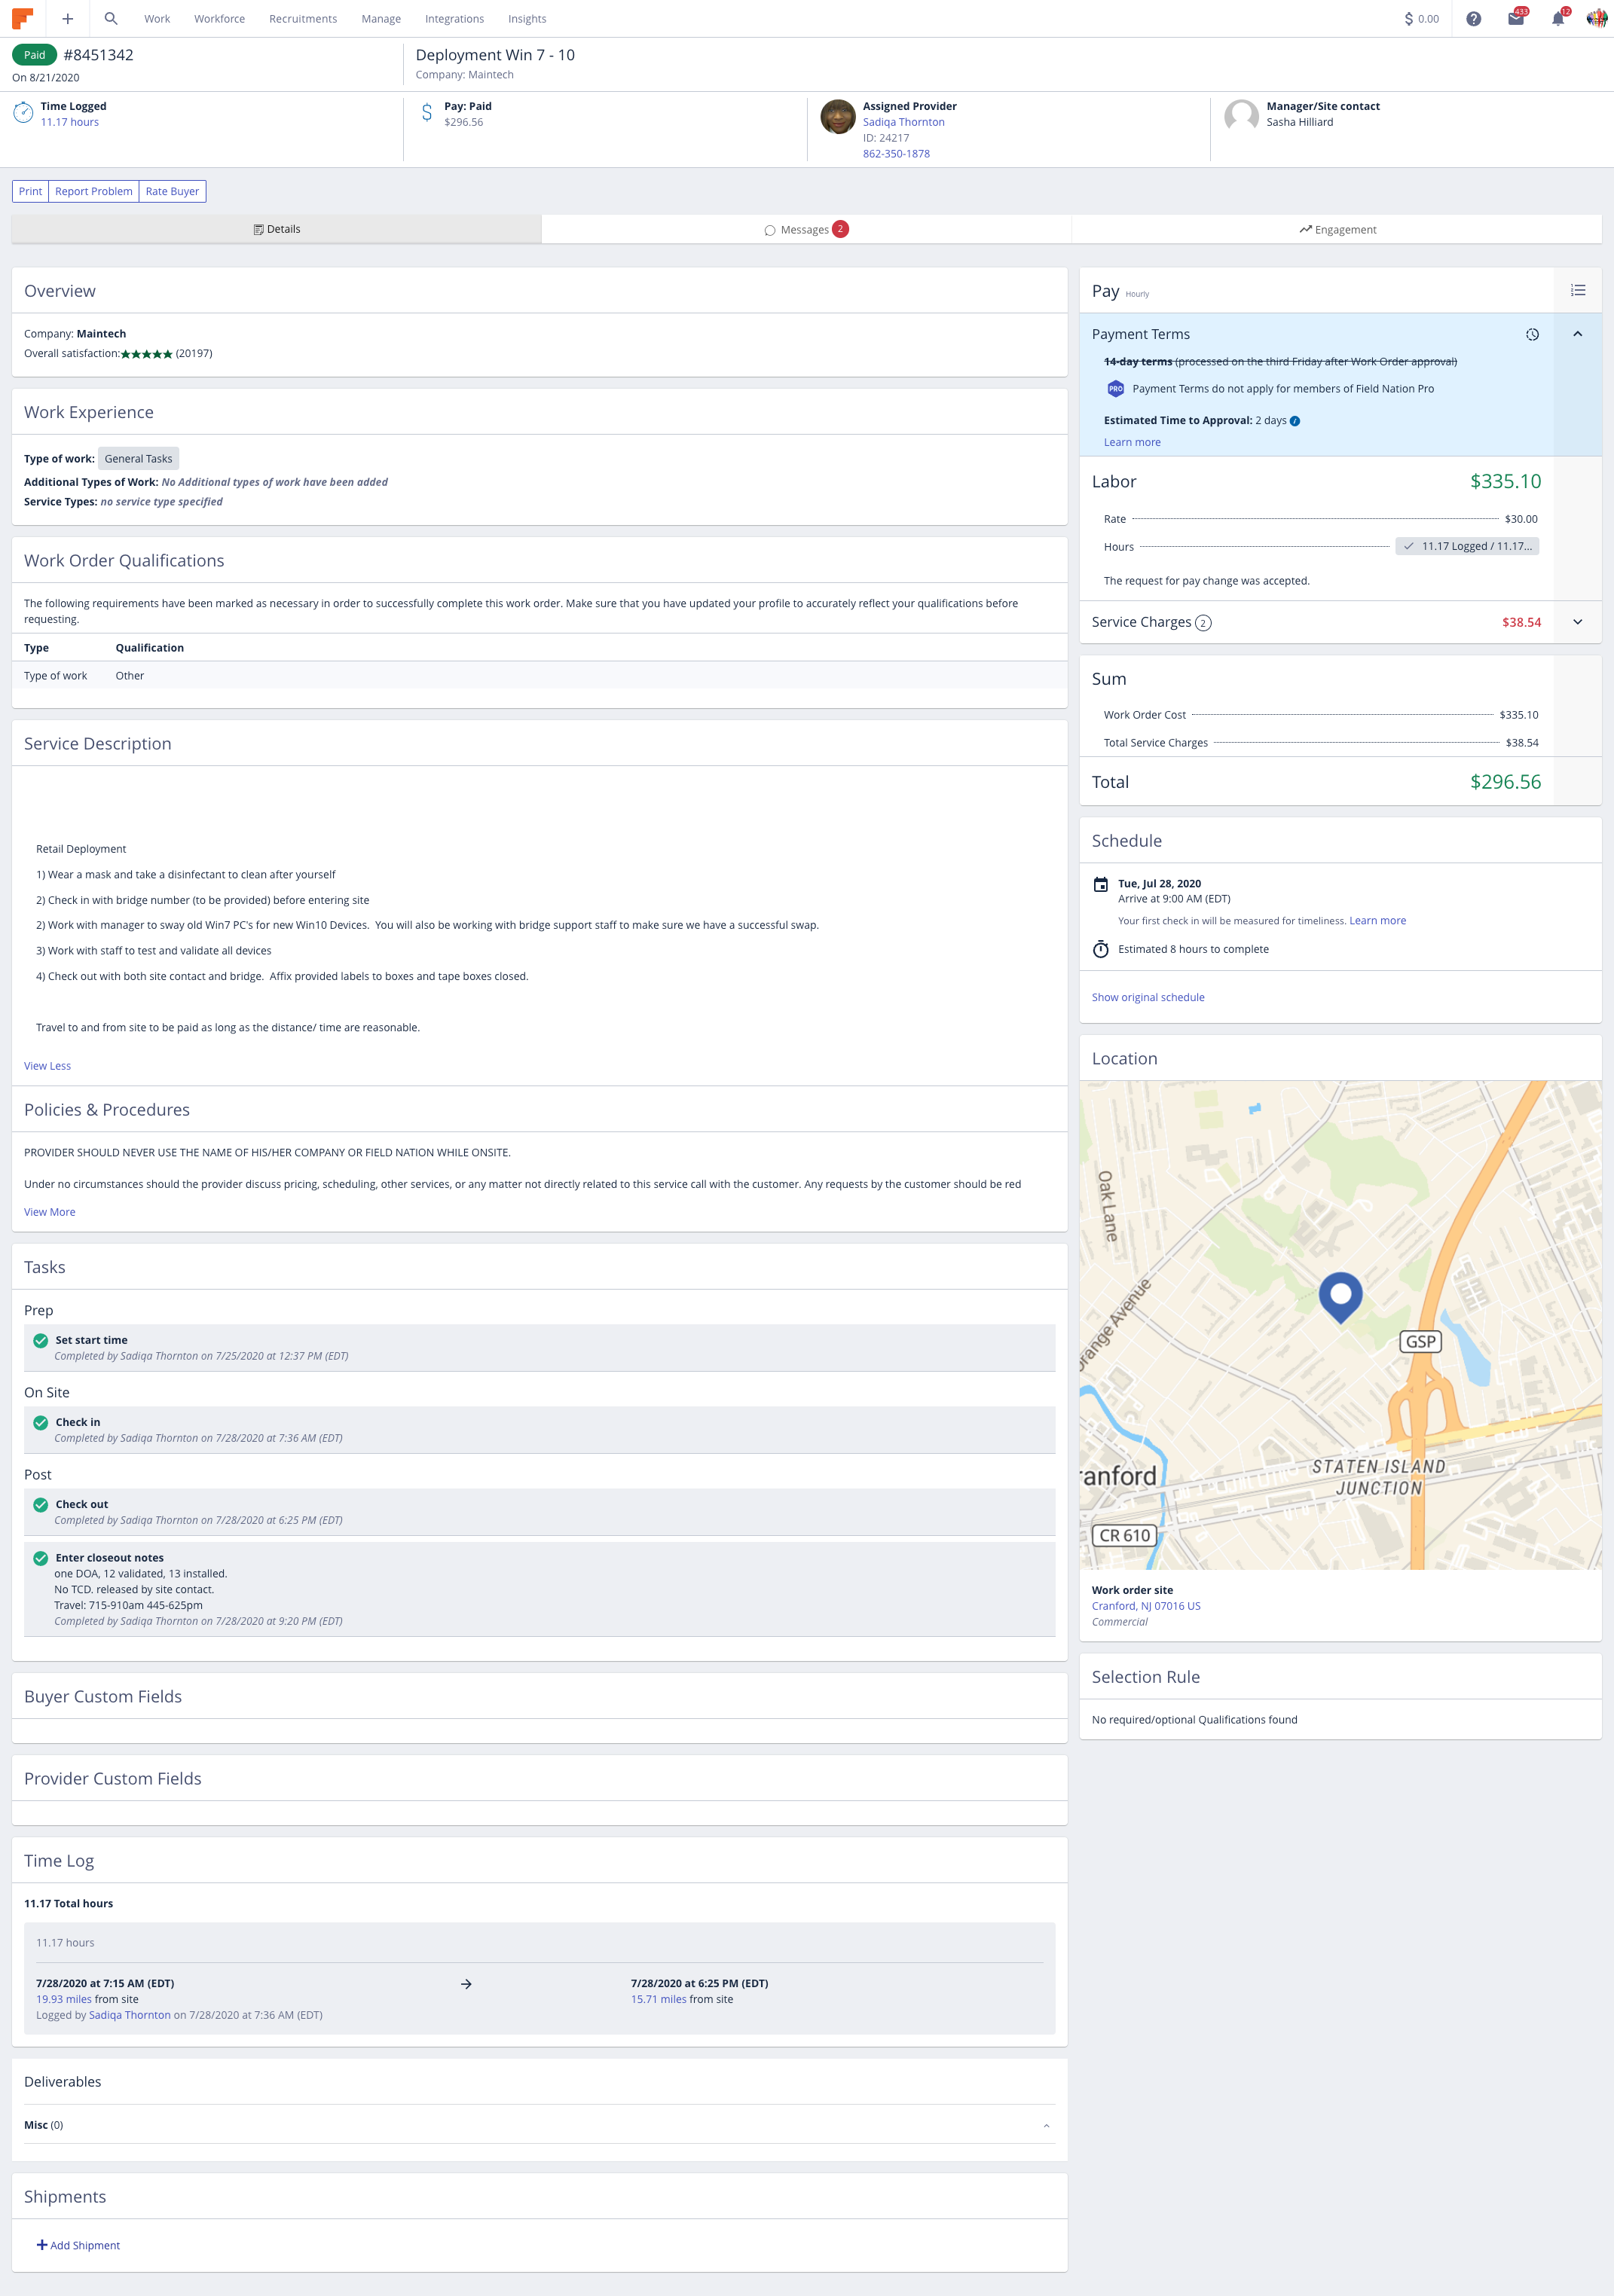 Work Workforce Recruitments Manage Integrations Insights
$ 0.00
433
12
Paid #8451342
On 8/21/2020
Deployment Win 7 - 10
Company: Maintech
Time Logged
11.17 hours
Pay: Paid
$296.56
Assigned Provider
Sadiqa Thornton
ID: 24217
862-350-1878
Manager/Site contact
Sasha Hilliard
Print Report Problem Rate Buyer
Details
Messages 2
Engagement
Overview
Company: Maintech
Overall satisfaction:★★★★★ (20197)
Work Experience
Type of work: General Tasks
Additional Types of Work: No Additional types of work have been added
Service Types: no service type specified
Work Order Qualifications
The following requirements have been marked as necessary in order to successfully complete this work order. Make sure that you have updated your profile to accurately reflect your qualifications before
requesting.
Type Qualification
Type of work Other
Service Description
Retail Deployment
1) Wear a mask and take a disinfectant to clean after yourself
2) Check in with bridge number (to be provided) before entering site
2) Work with manager to sway old Win7 PC's for new Win10 Devices.  You will also be working with bridge support staff to make sure we have a successful swap.
3) Work with staff to test and validate all devices
4) Check out with both site contact and bridge.  Affix provided labels to boxes and tape boxes closed.
Travel to and from site to be paid as long as the distance/ time are reasonable.
View Less
Policies & Procedures
PROVIDER SHOULD NEVER USE THE NAME OF HIS/HER COMPANY OR FIELD NATION WHILE ONSITE.
Under no circumstances should the provider discuss pricing, scheduling, other services, or any matter not directly related to this service call with the customer. Any requests by the customer should be red
View More
Tasks
Prep
Set start time
Completed by Sadiqa Thornton on 7/25/2020 at 12:37 PM (EDT)
On Site
Check in
Completed by Sadiqa Thornton on 7/28/2020 at 7:36 AM (EDT)
Post
Check out
Completed by Sadiqa Thornton on 7/28/2020 at 6:25 PM (EDT)
Enter closeout notes
one DOA, 12 validated, 13 installed.
No TCD. released by site contact.
Travel: 715-910am 445-625pm
Completed by Sadiqa Thornton on 7/28/2020 at 9:20 PM (EDT)
Buyer Custom Fields
Provider Custom Fields
Time Log
11.17 Total hours
11.17 hours
7/28/2020 at 7:15 AM (EDT)
19.93 miles from site
Logged by Sadiqa Thornton on 7/28/2020 at 7:36 AM (EDT)
7/28/2020 at 6:25 PM (EDT)
15.71 miles from site
Deliverables
Misc (0)
Shipments
Add Shipment
Pay Hourly
Payment Terms
14-day terms (processed on the third Friday after Work Order approval)
PRO Payment Terms do not apply for members of Field Nation Pro
Estimated Time to Approval: 2 days
Learn more
Labor $335.10
Rate $30.00
Hours 11.17 Logged / 11.17...
The request for pay change was accepted.
Service Charges 2 $38.54
Sum
Work Order Cost $335.10
Total Service Charges $38.54
Total $296.56
Schedule
Tue, Jul 28, 2020
Arrive at 9:00 AM (EDT)
Your first check in will be measured for timeliness. Learn more
Estimated 8 hours to complete
Show original schedule
Location
Oak Lane
range Avenue
GSP
STATEN ISLAND
JUNCTION
ranford
CR 610
Work order site
Cranford, NJ 07016 US
Commercial
Selection Rule
No required/optional Qualifications found